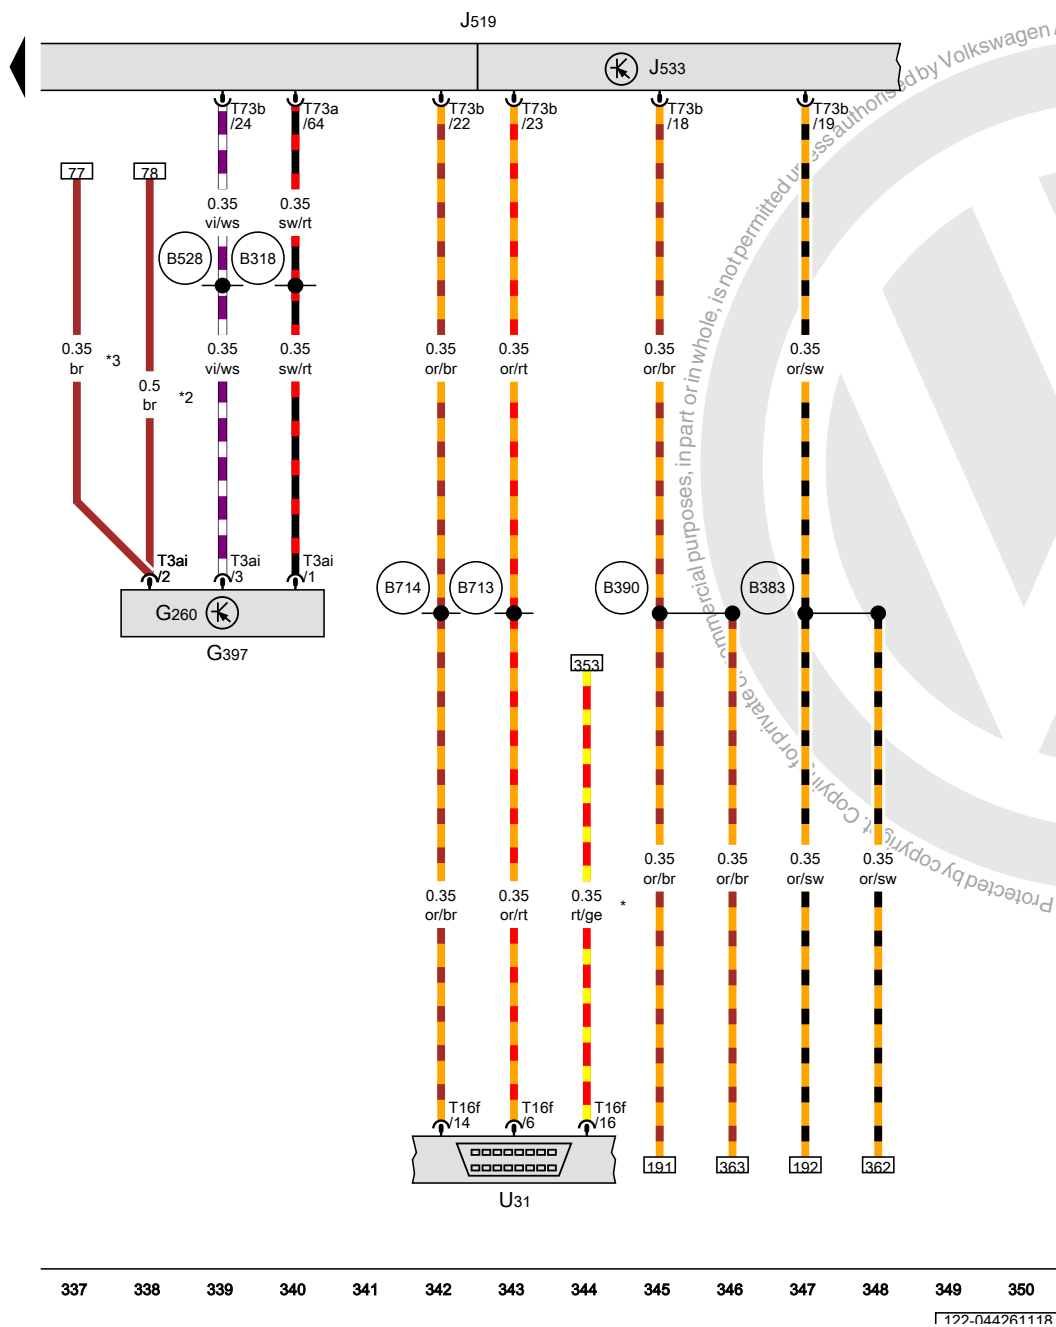 J519
J533
T73b
/24
T73a
/64
T73b
/22
T73b
/23
T73b
/18
T73b
/19
77
78
0.35
vi/ws
0.35
sw/rt
B528
B318
0.35
br
*3
0.5
br
*2
0.35
vi/ws
0.35
sw/rt
0.35
or/br
0.35
or/rt
0.35
or/br
0.35
or/sw
T3ai
/2
T3ai
/3
T3ai
/1
G260
G397
B714
B713
B390
B383
353
0.35
or/br
0.35
or/rt
0.35
rt/ge
*
0.35
or/br
0.35
or/br
0.35
or/sw
0.35
or/sw
T16f
/14
T16f
/6
T16f
/16
U31
191
363
192
362
337 338 339 340 341 342 343 344 345 346 347 348 349 350
122-044261118
by Volkswagen
authorised
permitted
is not
or in whole,
in part
purposes,
commercial
for private
Copying
copyright.
Protected by